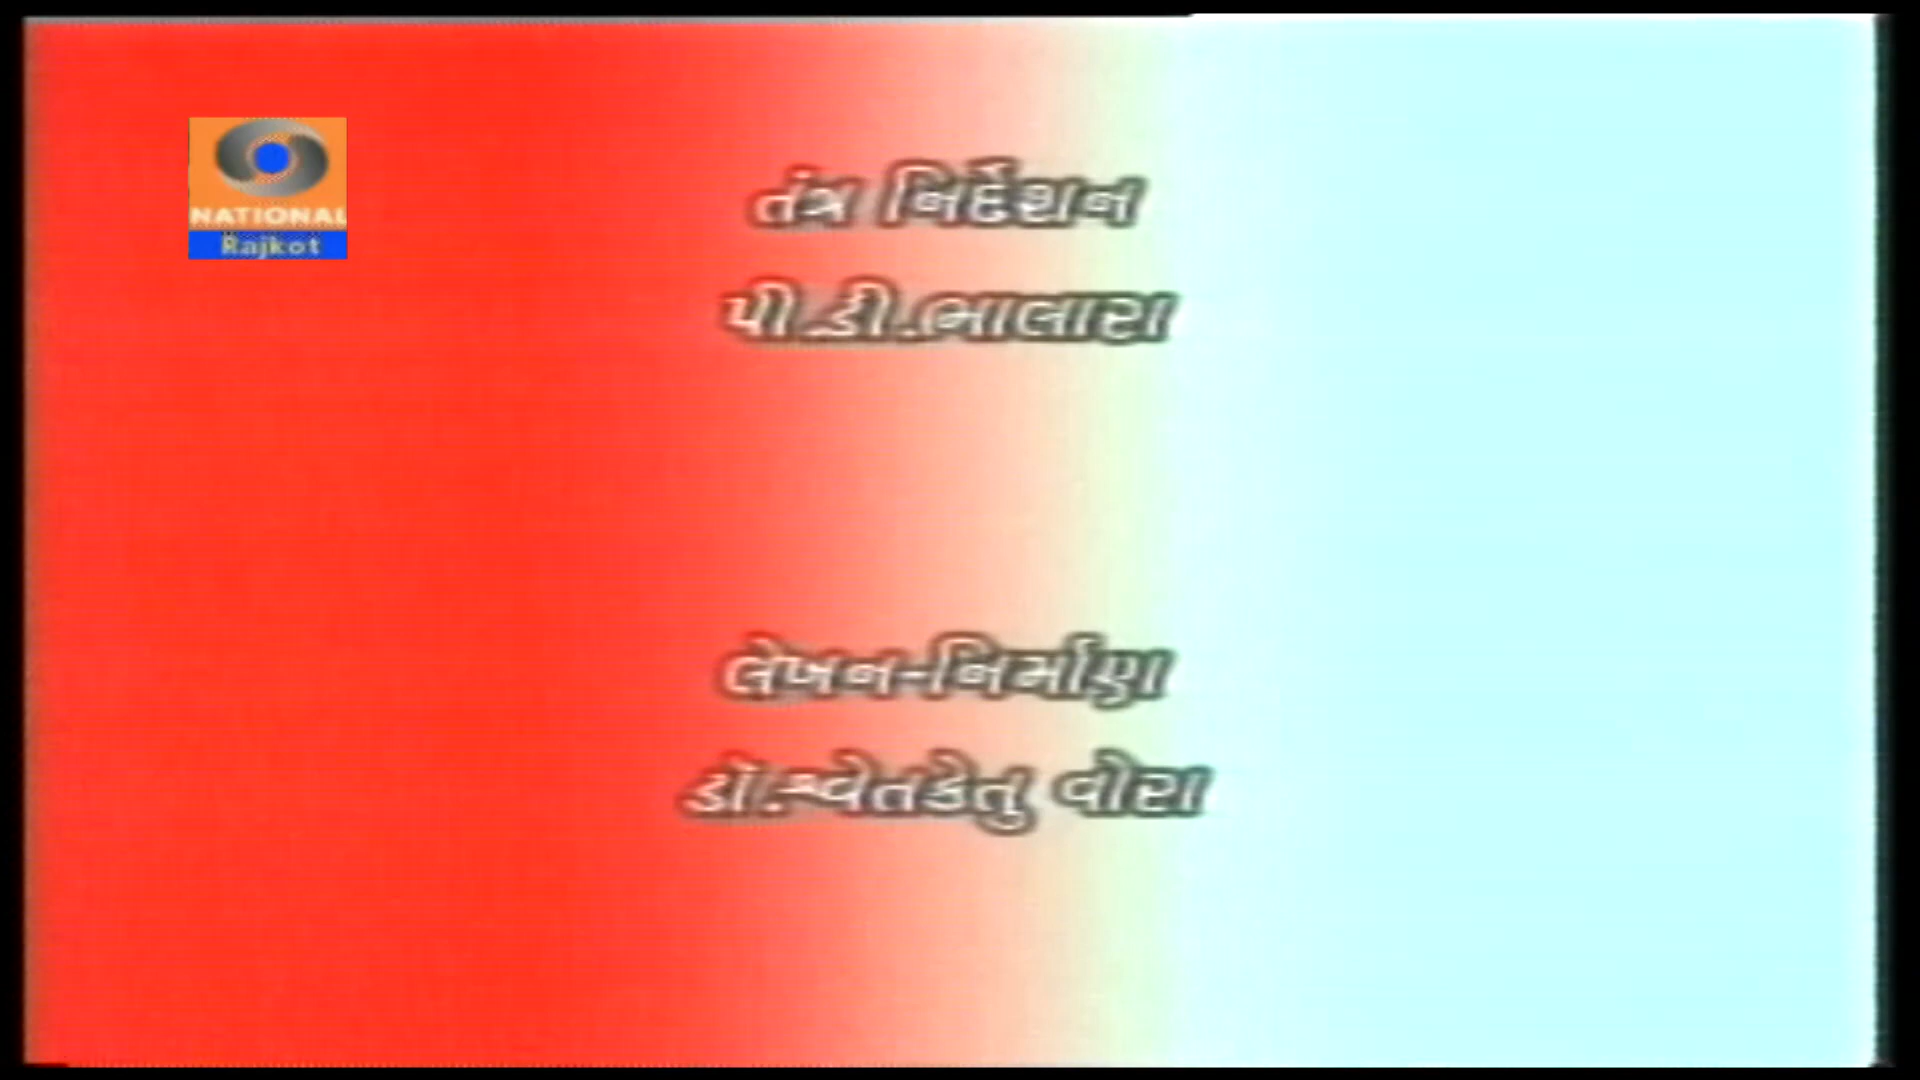 NATIONAL
Rajkot
તંત્ર નિર્દેશન
પી.ડી.ભાલારા
લેખન-નિર્માણ
ડૉ.શ્વેતકેતુ વોરા